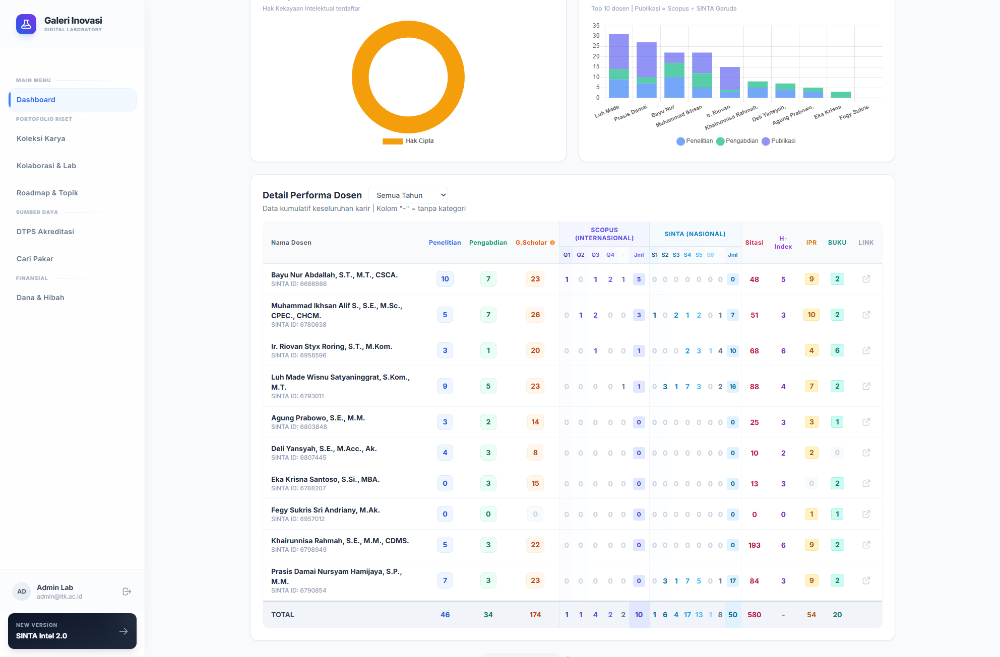 Galeri Inovasi
DIGITAL LABORATORY
MAIN MENU
Dashboard
PORTOFOLIO RISET
Koleksi Karya
Kolaborasi & Lab
Roadmap & Topik
SUMBER DAYA
DTPS Akreditasi
Cari Pakar
FINANSIAL
Dana & Hibah
AD
Admin Lab
admin@itk.ac.id
NEW VERSION
SINTA Intel 2.0
Hak Kekayaan Intelektual terdaftar
Hak Cipta
Top 10 dosen | Publikasi = Scopus + SINTA Garuda
35
30
25
20
15
10
5
0
Luh Made
Prasis Damai
Bayu Nur
Muhammad Ikhsan
Ir. Riovan
Khairunnisa Rahmah,
Deli Yansyah,
Agung Prabowo,
Eka Krisna
Fegy Sukris
Penelitian Pengabdian Publikasi
Detail Performa Dosen Semua Tahun
Data kumulatif keseluruhan karir | Kolom "-" = tanpa kategori
Nama Dosen Penelitian Pengabdian G.Scholar SCOPUS (INTERNASIONAL) SINTA (NASIONAL) Sitasi H-Index IPR BUKU LINK
Q1 Q2 Q3 Q4 - Jml S1 S2 S3 S4 S5 S6 - Jml
Bayu Nur Abdallah, S.T., M.T., CSCA. 10 7 23 1 0 1 2 1 5 0 0 0 0 0 0 0 0 48 5 9 2
SINTA ID: 6686868
Muhammad Ikhsan Alif S., S.E., M.Sc.,
CPEC., CHCM. 5 7 26 0 1 2 0 0 3 1 0 2 1 2 0 1 7 51 3 10 2
SINTA ID: 6780638
Ir. Riovan Styx Roring, S.T., M.Kom. 3 1 20 0 0 1 0 0 1 0 0 0 2 3 1 4 10 68 6 4 6
SINTA ID: 6958596
Luh Made Wisnu Satyaninggrat, S.Kom.,
M.T. 9 5 23 0 0 0 0 1 1 0 3 1 7 3 0 2 16 88 4 7 2
SINTA ID: 6793011
Agung Prabowo, S.E., M.M. 3 2 14 0 0 0 0 0 0 0 0 0 0 0 0 0 0 25 3 3 1
SINTA ID: 6803848
Deli Yansyah, S.E., M.Acc., Ak. 4 3 8 0 0 0 0 0 0 0 0 0 0 0 0 0 0 10 2 2 0
SINTA ID: 6807445
Eka Krisna Santoso, S.Si., MBA. 0 3 15 0 0 0 0 0 0 0 0 0 0 0 0 0 0 13 3 0 2
SINTA ID: 6788207
Fegy Sukris Sri Andriany, M.Ak. 0 0 0 0 0 0 0 0 0 0 0 0 0 0 0 0 0 0 0 1 1
SINTA ID: 6957012
Khairunnisa Rahmah, S.E., M.M., CDMS. 5 3 22 0 0 0 0 0 0 0 0 0 0 0 0 0 0 193 6 9 2
SINTA ID: 6798949
Prasis Damai Nursyam Hamijaya, S.P.,
M.M. 7 3 23 0 0 0 0 0 0 0 3 1 7 5 0 1 17 84 3 9 2
SINTA ID: 6790854
TOTAL 46 34 174 1 1 4 2 2 10 1 6 4 17 13 1 8 50 580 - 54 20